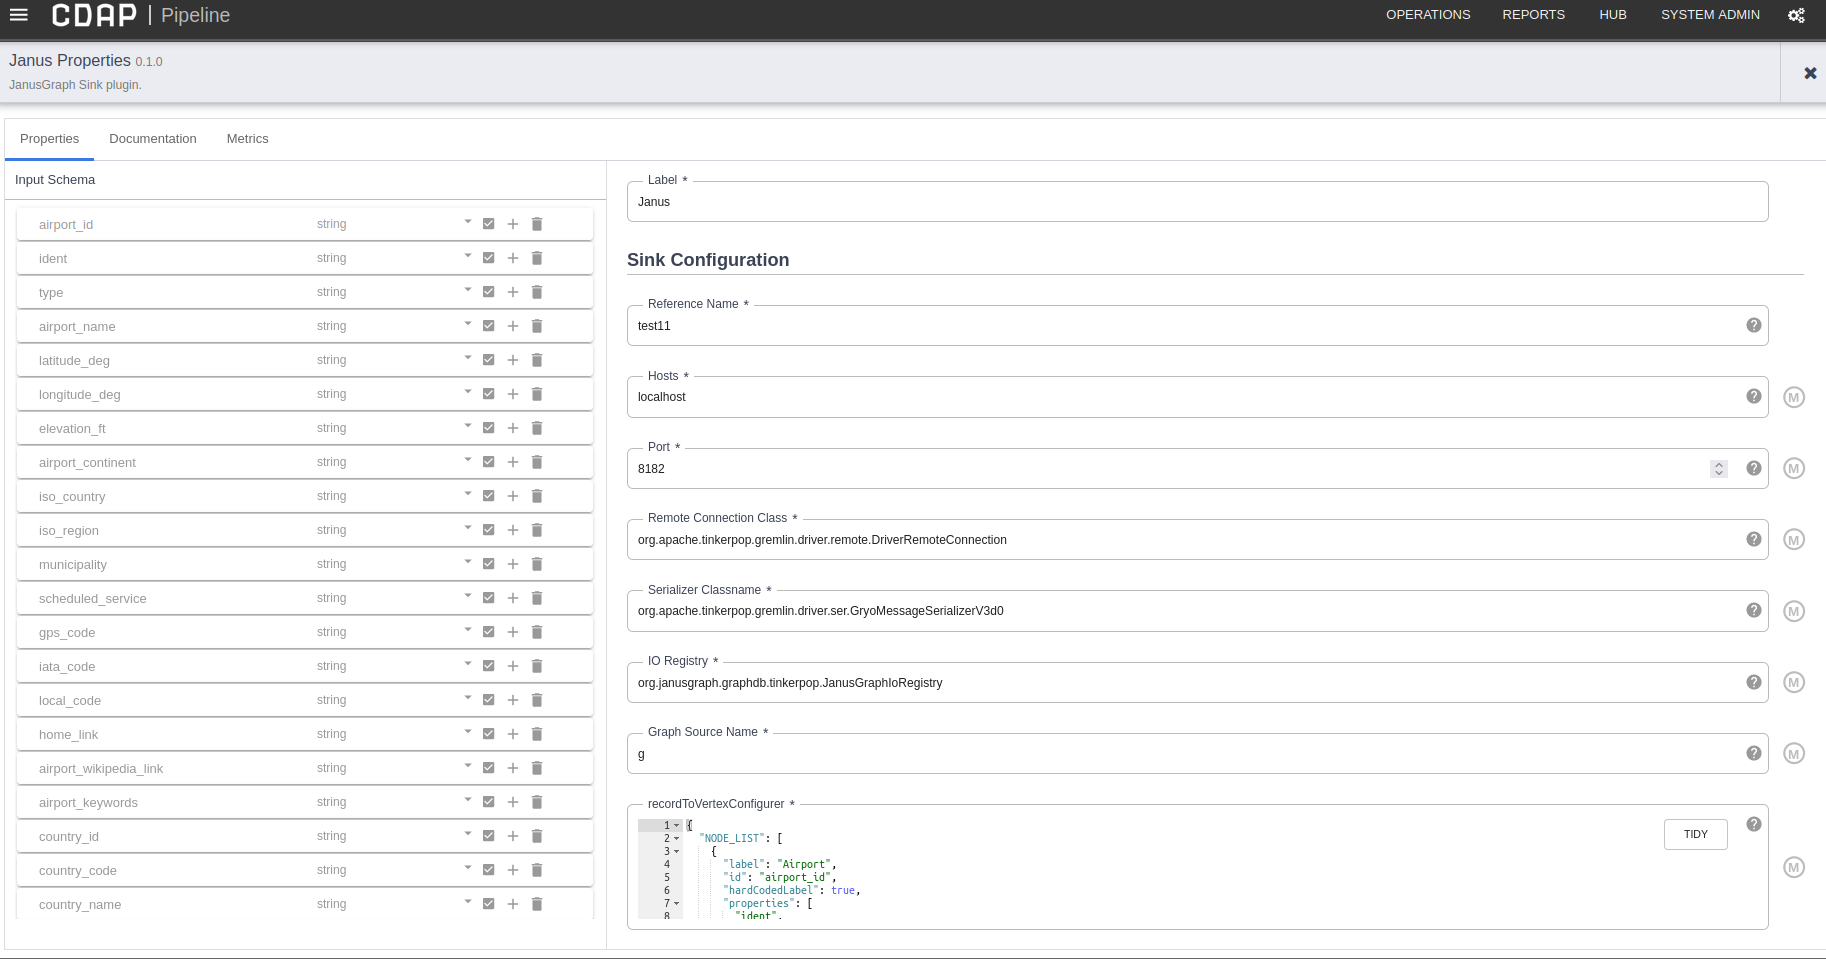 CDAP | Pipeline
OPERATIONS REPORTS HUB SYSTEM ADMIN
Janus Properties 0.1.0
JanusGraph Sink plugin.
Properties Documentation Metrics
Input Schema
airport_id string
ident string
type string
airport_name string
latitude_deg string
longitude_deg string
elevation_ft string
airport_continent string
iso_country string
iso_region string
municipality string
scheduled_service string
gps_code string
iata_code string
local_code string
home_link string
airport_wikipedia_link string
airport_keywords string
country_id string
country_code string
country_name string
Label *
Janus
Sink Configuration
Reference Name *
test11
?
Hosts *
localhost
? M
Port *
8182
? M
Remote Connection Class *
org.apache.tinkerpop.gremlin.driver.remote.DriverRemoteConnection
? M
Serializer Classname *
org.apache.tinkerpop.gremlin.driver.ser.GryoMessageSerializerV3d0
? M
IO Registry *
org.janusgraph.graphdb.tinkerpop.JanusGraphIoRegistry
? M
Graph Source Name *
g
? M
recordToVertexConfigurer *
1 {
2 "NODE_LIST": [
3 {
4 "label": "Airport",
5 "id": "airport_id",
6 "hardCodedLabel": true,
7 "properties": [
8 "ident",
TIDY
? M